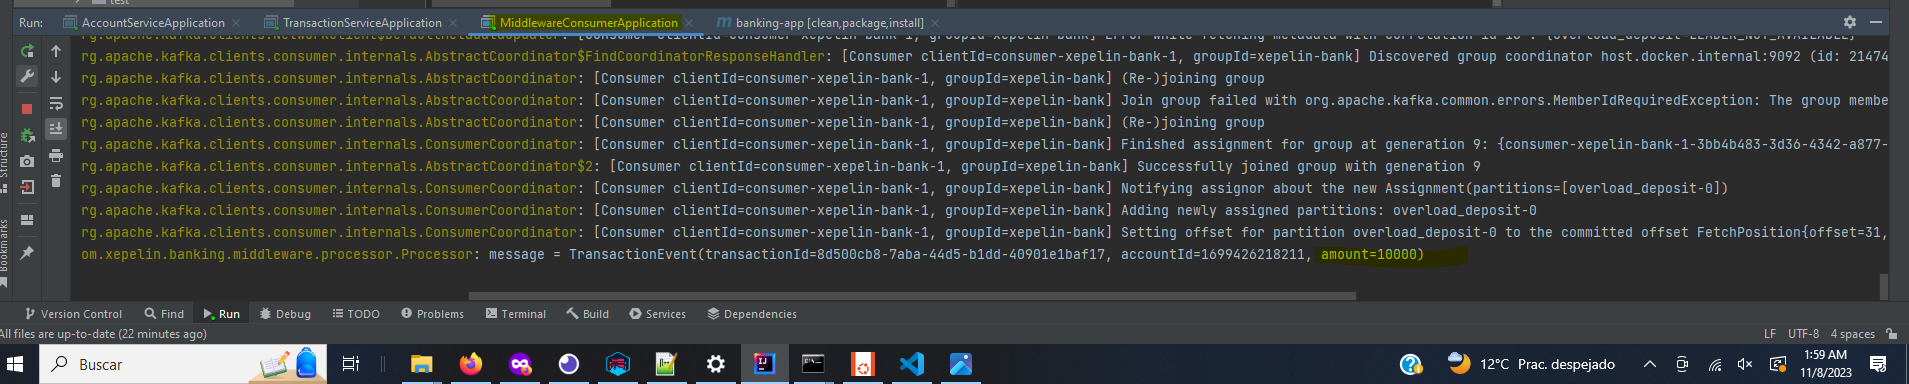 test
Run: AccountServiceApplication TransactionServiceApplication MiddlewareConsumerApplication banking-app [clean,package,install]
rg.apache.kafka.clients.consumer.internals.AbstractCoordinator$FindCoordinatorResponseHandler: [Consumer clientId=consumer-xepelin-bank-1, groupId=xepelin-bank] Discovered group coordinator host.docker.internal:9092 (id: 21474
rg.apache.kafka.clients.consumer.internals.AbstractCoordinator: [Consumer clientId=consumer-xepelin-bank-1, groupId=xepelin-bank] (Re-)joining group
rg.apache.kafka.clients.consumer.internals.AbstractCoordinator: [Consumer clientId=consumer-xepelin-bank-1, groupId=xepelin-bank] Join group failed with org.apache.kafka.common.errors.MemberIdRequiredException: The group membe
rg.apache.kafka.clients.consumer.internals.AbstractCoordinator: [Consumer clientId=consumer-xepelin-bank-1, groupId=xepelin-bank] (Re-)joining group
rg.apache.kafka.clients.consumer.internals.ConsumerCoordinator: [Consumer clientId=consumer-xepelin-bank-1, groupId=xepelin-bank] Finished assignment for group at generation 9: {consumer-xepelin-bank-1-3bb4b483-3d36-4342-a877-
rg.apache.kafka.clients.consumer.internals.AbstractCoordinator$2: [Consumer clientId=consumer-xepelin-bank-1, groupId=xepelin-bank] Successfully joined group with generation 9
rg.apache.kafka.clients.consumer.internals.ConsumerCoordinator: [Consumer clientId=consumer-xepelin-bank-1, groupId=xepelin-bank] Notifying assignor about the new Assignment(partitions=[overload_deposit-0])
rg.apache.kafka.clients.consumer.internals.ConsumerCoordinator: [Consumer clientId=consumer-xepelin-bank-1, groupId=xepelin-bank] Adding newly assigned partitions: overload_deposit-0
rg.apache.kafka.clients.consumer.internals.ConsumerCoordinator: [Consumer clientId=consumer-xepelin-bank-1, groupId=xepelin-bank] Setting offset for partition overload_deposit-0 to the committed offset FetchPosition{offset=31,
om.xepelin.banking.middleware.processor.Processor: message = TransactionEvent(transactionId=8d500cb8-7aba-44d5-b1dd-40901e1baf17, accountId=1699426218211, amount=10000)
Structure
Bookmarks
Version Control Find Run Debug TODO Problems Terminal Build Services Dependencies
All files are up-to-date (22 minutes ago) LF UTF-8 4 spaces
Buscar 12°C Prac. despejado 1:59 AM
11/8/2023